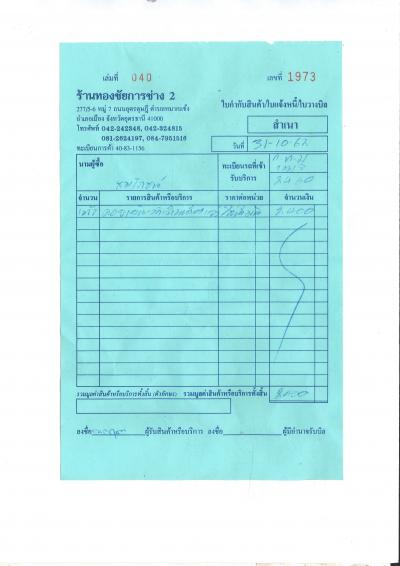 เล่มที่ 040 เลขที่ 1973
ร้านทองชัยการช่าง 2
277/5-6 หมู่ 7 ถนนอุดรดุษฎี ตำบลหมากแข้ง
อำเภอเมือง จังหวัดอุดรธานี 41000
โทรศัพท์ 042-242348, 042-324815
081-2624197, 084-7951516
ทะเบียนการค้า 40-83-1156
ใบกำกับสินค้า/ใบแจ้งหนี้/ใบวางบิล
สำเนา
วันที่ 31-10-62
นามผู้ซื้อ
ทะเบียนรถที่เข้ารับบริการ
จำนวน รายการสินค้าหรือบริการ ราคาต่อหน่วย จำนวนเงิน
รวมมูลค่าสินค้าหรือบริการทั้งสิ้น (ตัวอักษร) รวมมูลค่าสินค้าหรือบริการทั้งสิ้น
ลงชื่อ ผู้รับสินค้าหรือบริการ ลงชื่อ ผู้มีอำนาจรับบิล